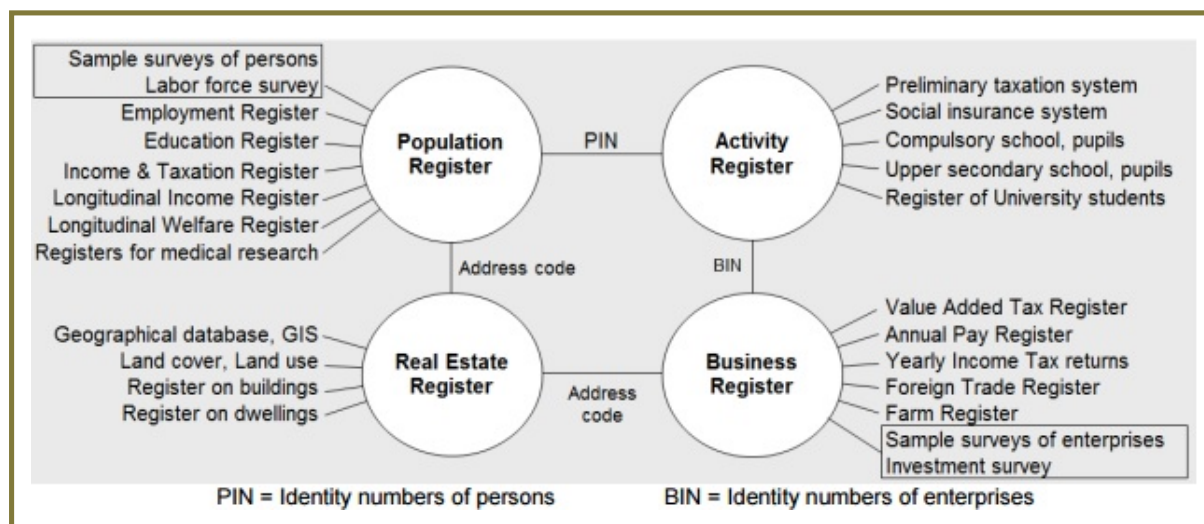 Sample surveys of persons
Labor force survey
Employment Register
Education Register
Income & Taxation Register
Longitudinal Income Register
Longitudinal Welfare Register
Registers for medical research
Population
Register
PIN
Activity
Register
Preliminary taxation system
Social insurance system
Compulsory school, pupils
Upper secondary school, pupils
Register of University students
Address code
BIN
Geographical database, GIS
Land cover, Land use
Register on buildings
Register on dwellings
Real Estate
Register
Address
code
Business
Register
Value Added Tax Register
Annual Pay Register
Yearly Income Tax returns
Foreign Trade Register
Farm Register
Sample surveys of enterprises
Investment survey
PIN = Identity numbers of persons
BIN = Identity numbers of enterprises